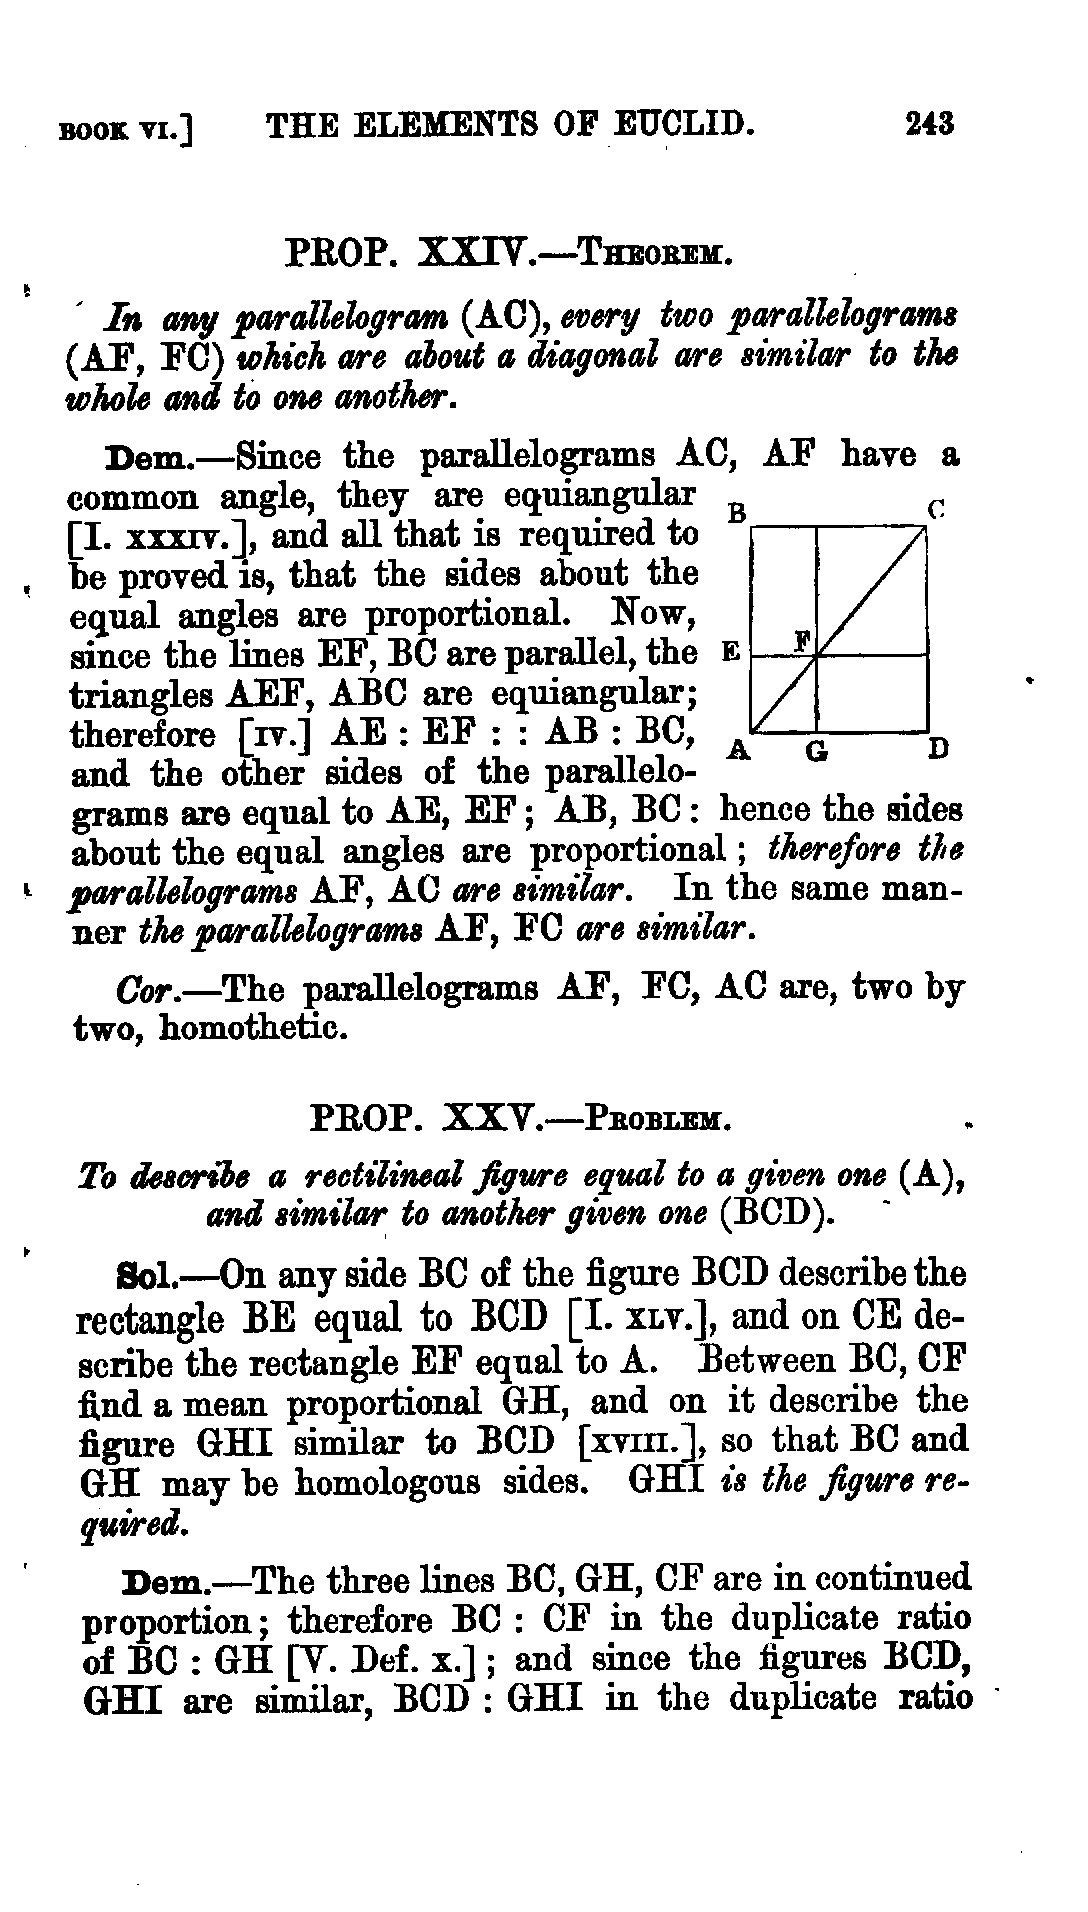 BOOK VI.] THE ELEMENTS OF EUCLID. 243
PROP. XXIV.—THEOREM.
In any parallelogram (AC), every two parallelograms
(AF, FC) which are about a diagonal are similar to the
whole and to one another.
Dem.—Since the parallelograms AC, AF have a
common angle, they are equiangular
[I. XXXIV.], and all that is required to
be proved is, that the sides about the
equal angles are proportional. Now,
since the lines EF, BC are parallel, the
triangles AEF, ABC are equiangular;
therefore [IV.] AE : EF : : AB : BC,
and the other sides of the parallelo-
grams are equal to AE, EF; AB, BC: hence the sides
about the equal angles are proportional; therefore the
parallelograms AF, AC are similar. In the same man-
ner the parallelograms AF, FC are similar.
B C
E F
A G D
Cor.—The parallelograms AF, FC, AC are, two by
two, homothetic.
PROP. XXV.—PROBLEM.
To describe a rectilineal figure equal to a given one (A),
and similar to another given one (BCD).
Sol.—On any side BC of the figure BCD describe the
rectangle BE equal to BCD [I. XLV.], and on CE de-
scribe the rectangle EF equal to A. Between BC, CF
find a mean proportional GH, and on it describe the
figure GHI similar to BCD [XVIII.], so that BC and
GH may be homologous sides. GHI is the figure re-
quired.
Dem.—The three lines BC, GH, CF are in continued
proportion; therefore BC : CF in the duplicate ratio
of BC : GH [V. Def. X.]; and since the figures BCD,
GHI are similar, BCD : GHI in the duplicate ratio